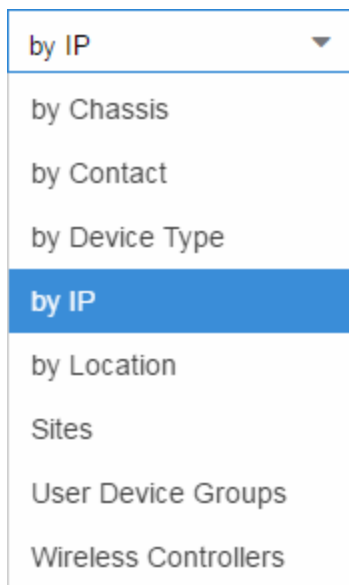 by IP
by Chassis
by Contact
by Device Type
by IP
by Location
Sites
User Device Groups
Wireless Controllers